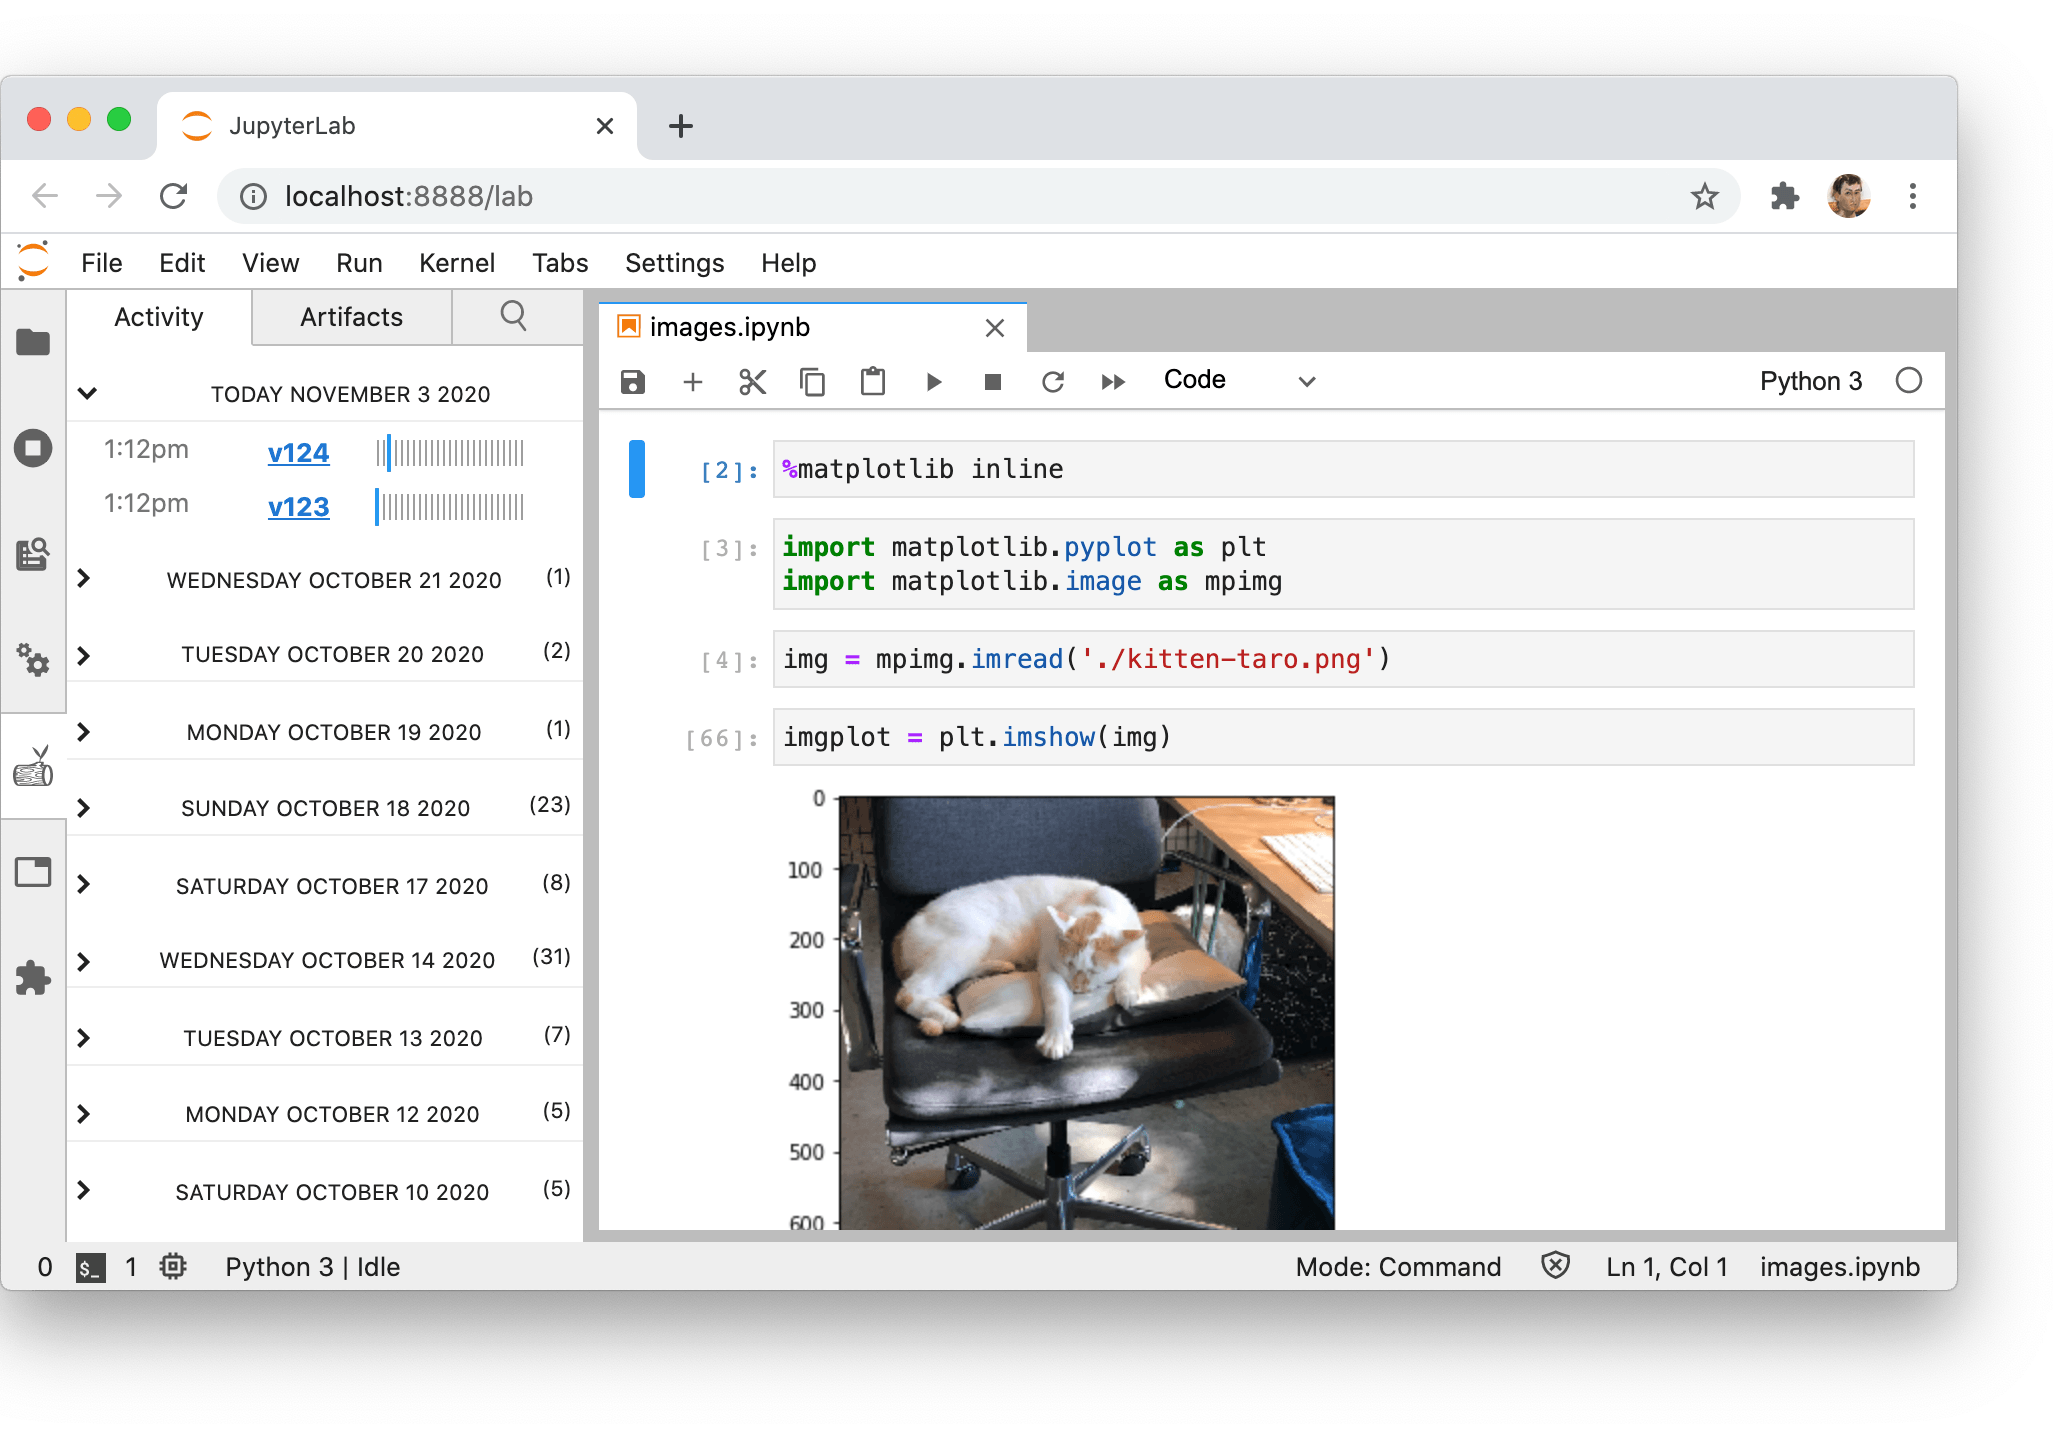 JupyterLab
localhost:8888/lab
File Edit View Run Kernel Tabs Settings Help
Activity Artifacts
TODAY NOVEMBER 3 2020
1:12pm v124
1:12pm v123
WEDNESDAY OCTOBER 21 2020 (1)
TUESDAY OCTOBER 20 2020 (2)
MONDAY OCTOBER 19 2020 (1)
SUNDAY OCTOBER 18 2020 (23)
SATURDAY OCTOBER 17 2020 (8)
WEDNESDAY OCTOBER 14 2020 (31)
TUESDAY OCTOBER 13 2020 (7)
MONDAY OCTOBER 12 2020 (5)
SATURDAY OCTOBER 10 2020 (5)
images.ipynb
Code Python 3
[2]: %matplotlib inline
[3]: import matplotlib.pyplot as plt
import matplotlib.image as mpimg
[4]: img = mpimg.imread('./kitten-taro.png')
[66]: imgplot = plt.imshow(img)
0
100
200
300
400
500
600
0 $_ 1 Python 3 | Idle Mode: Command Ln 1, Col 1 images.ipynb